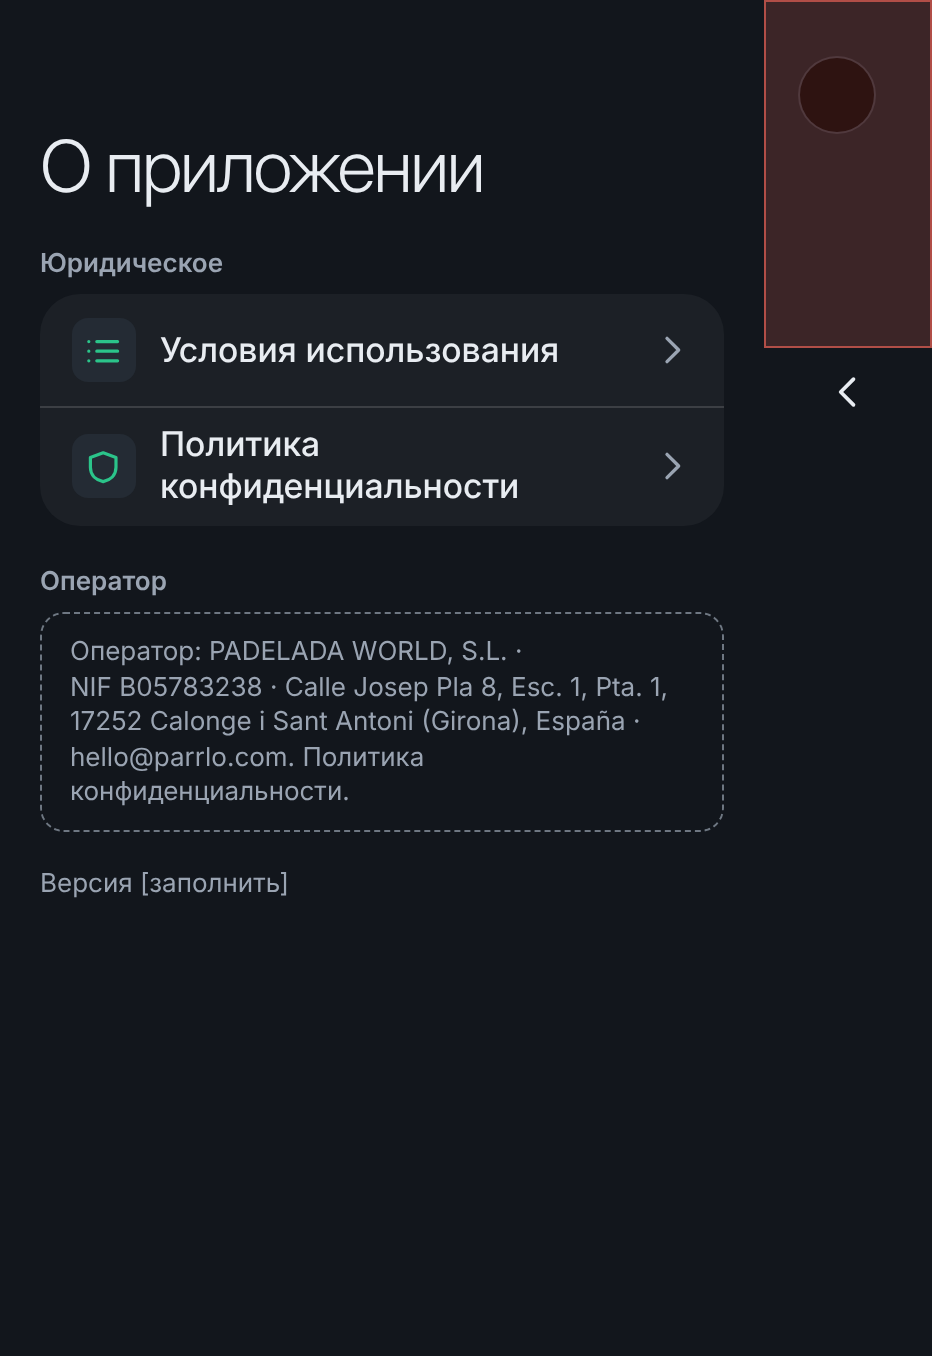 О приложении
Юридическое
Условия использования
Политика
конфиденциальности
Оператор
Оператор: PADELADA WORLD, S.L. ·
NIF B05783238 · Calle Josep Pla 8, Esc. 1, Pta. 1,
17252 Calonge i Sant Antoni (Girona), España ·
hello@parrlo.com. Политика
конфиденциальности.
Версия [заполнить]